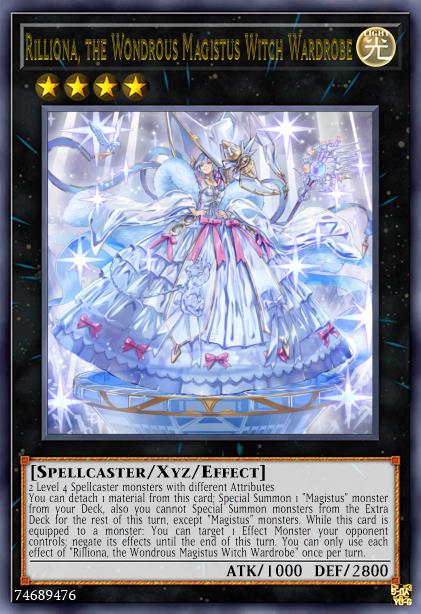 Rilliona, the Wondrous Magistus Witch Wardrobe
LIGHT
光
[Spellcaster/Xyz/Effect]
2 Level 4 Spellcaster monsters with different Attributes
You can detach 1 material from this card; Special Summon 1 "Magistus" monster
from your Deck, also you cannot Special Summon monsters from the Extra
Deck for the rest of this turn, except "Magistus" monsters. While this card is
equipped to a monster: You can target 1 Effect Monster your opponent
controls; negate its effects until the end of this turn. You can only use each
effect of "Rilliona, the Wondrous Magistus Witch Wardrobe" once per turn.
ATK/1000 DEF/2800
74689476